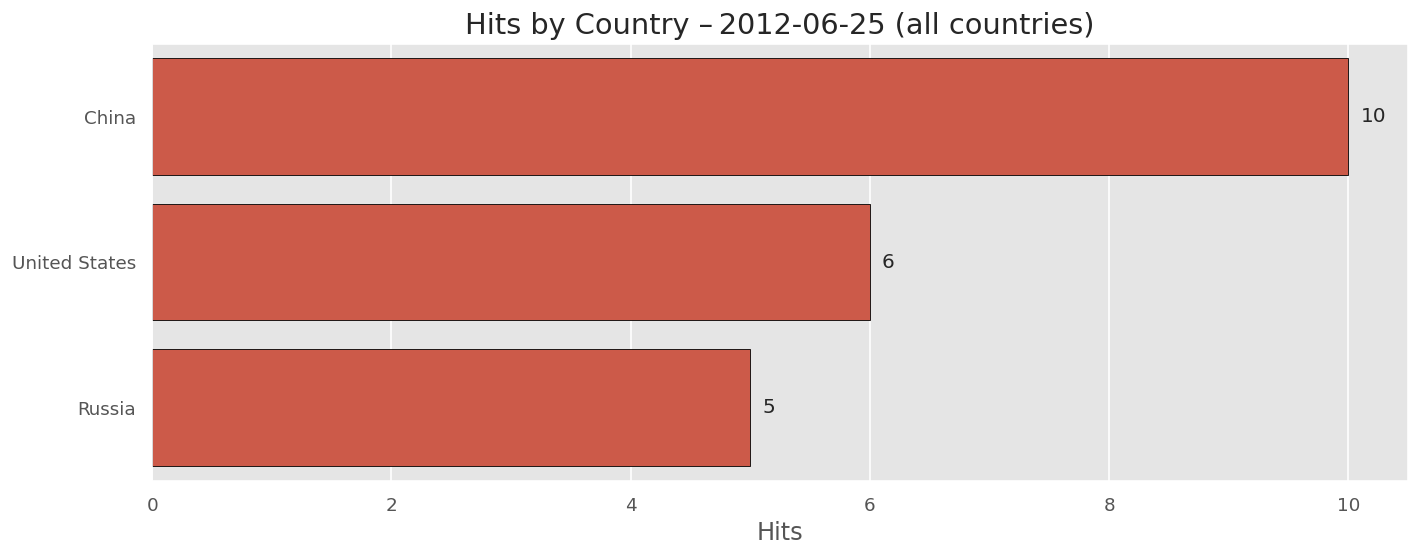 Hits by Country – 2012-06-25 (all countries)
China
10
United States
6
Russia
5
0 2 4 6 8 10
Hits